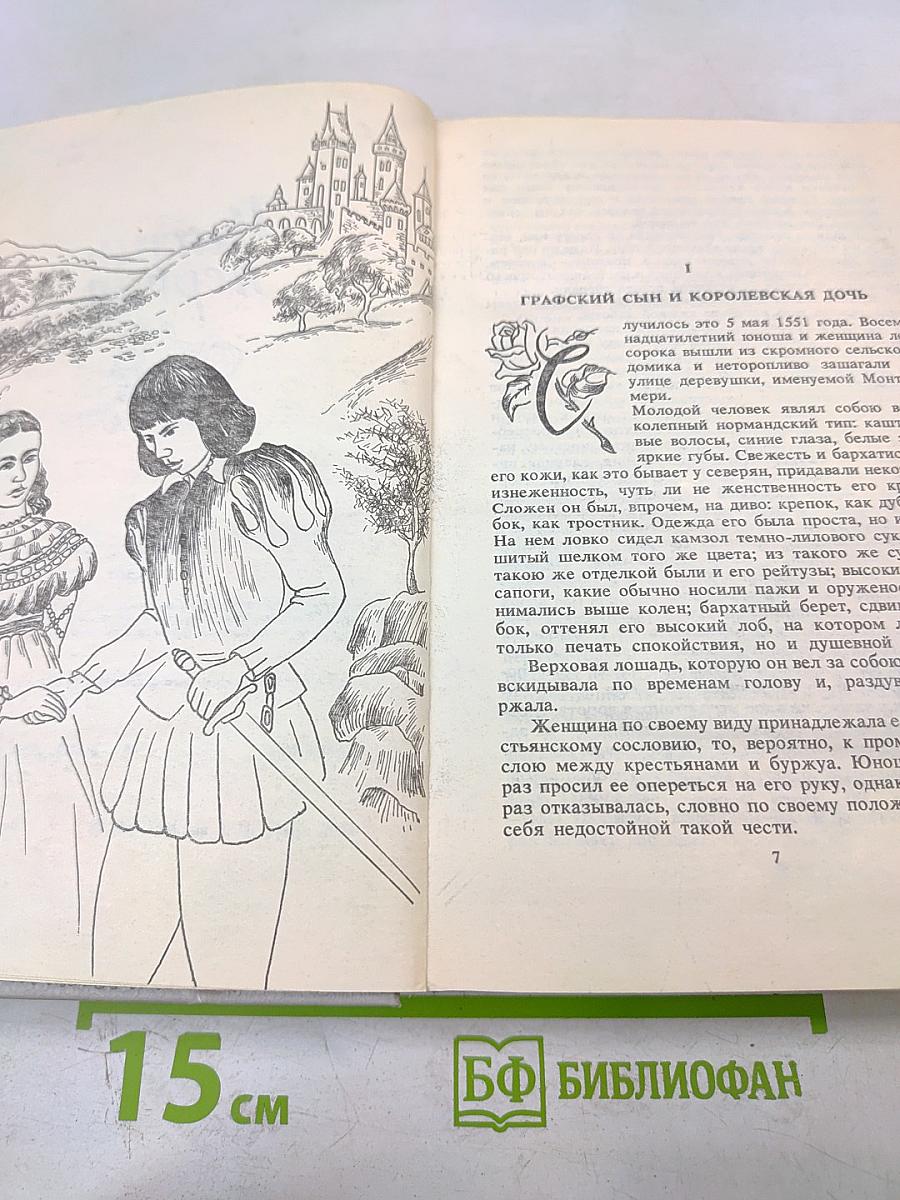 I
ГРАФСКИЙ СЫН И КОРОЛЕВСКАЯ ДОЧЬ
Случилось это 5 мая 1551 года. Восем
надцатилетний юноша и женщина ле
сорока вышли из скромного сельско
домика и неторопливо зашагали
улице деревушки, именуемой Монт
мери.
Молодой человек являл собою в
колепный нормандский тип: кашт
вые волосы, синие глаза, белые
яркие губы. Свежесть и бархатис
его кожи, как это бывает у северян, придавали неко
изнеженность, чуть ли не женственность его кр
Сложен он был, впрочем, на диво: крепок, как дуб
бок, как тростник. Одежда его была проста, но и
На нем ловко сидел камзол темно-лилового сук
шитый шелком того же цвета; из такого же су
такою же отделкой были и его рейтузы; высоки
сапоги, какие обычно носили пажи и оружено
нимались выше колен; бархатный берет, сдви
бок, оттенял его высокий лоб, на котором л
только печать спокойствия, но и душевной
Верховая лошадь, которую он вел за собою
вскидывала по временам голову и, раздув
ржала.
Женщина по своему виду принадлежала е
стьянскому сословию, то, вероятно, к пром
слою между крестьянами и буржуа. Юнош
раз просил ее опереться на его руку, однак
раз отказывалась, словно по своему полож
себя недостойной такой чести.
7
15 см
БФ БИБЛИОФАН